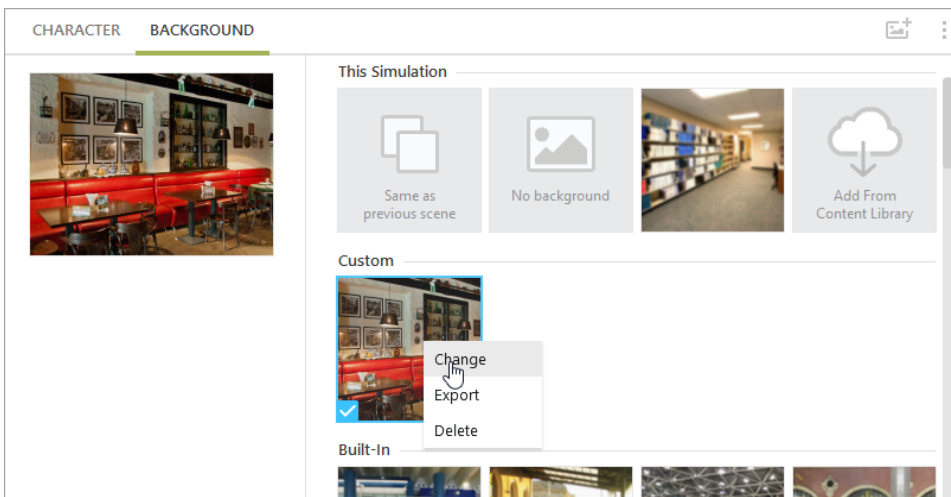 CHARACTER BACKGROUND
This Simulation
Same as
previous scene
No background
Add From
Content Library
Custom
Change
Export
Delete
Built-In